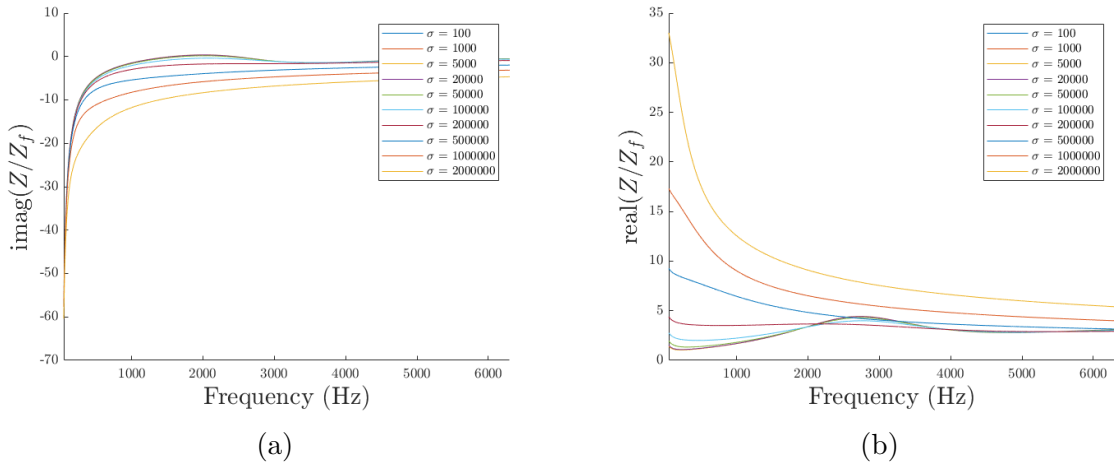 10
0
-10
-20
-30
-40
-50
-60
-70
imag(Z/Z_f)
1000 2000 3000 4000 5000 6000
Frequency (Hz)
σ = 100
σ = 1000
σ = 5000
σ = 20000
σ = 50000
σ = 100000
σ = 200000
σ = 500000
σ = 1000000
σ = 2000000
(a)
35
30
25
20
15
10
5
0
real(Z/Z_f)
1000 2000 3000 4000 5000 6000
Frequency (Hz)
σ = 100
σ = 1000
σ = 5000
σ = 20000
σ = 50000
σ = 100000
σ = 200000
σ = 500000
σ = 1000000
σ = 2000000
(b)